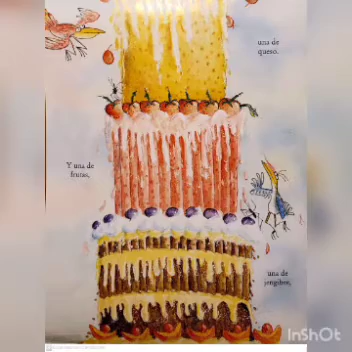 una de
queso.
Y una de
frutas,
una de
jengibre,
InShOt